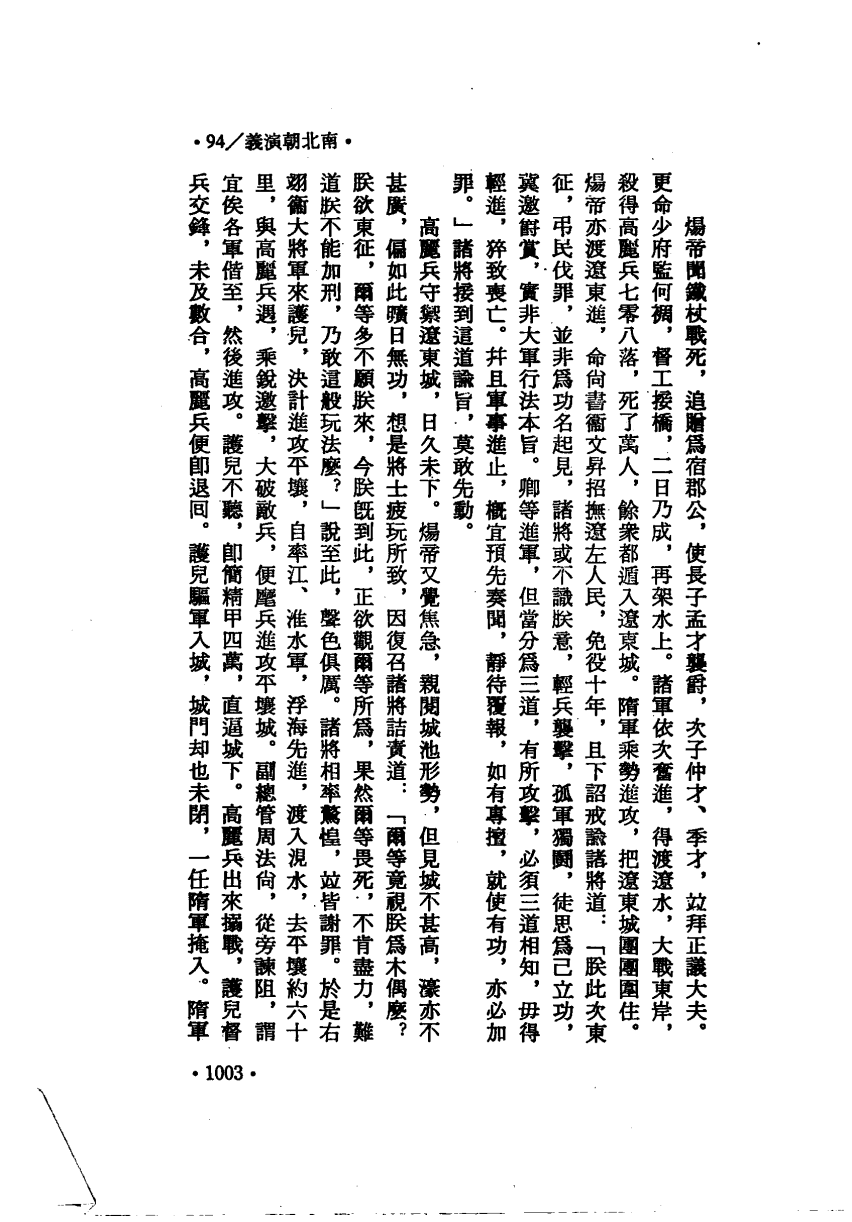 •94/義演朝北南•
煬帝聞鐵杖戰死，追贈爲宿郡公，使長子孟才襲爵，次子仲才、季才，竝拜正議大夫。
更命少府監何稠，督工接橋，二日乃成，再架水上。諸軍依次奮進，得渡遼水，大戰東岸，
殺得高麗兵七零八落，死了萬人，餘衆都遁入遼東城。隋軍乘勢進攻，把遼東城團團圍住。
煬帝亦渡遼東進，命尙書衞文昇招撫遼左人民，免役十年，且下詔戒諭諸將道：「朕此次東
征，弔民伐罪，並非爲功名起見，諸將或不識朕意，輕兵襲擊，孤軍獨鬭，徒思爲己立功，
冀邀爵賞，實非大軍行法本旨。卿等進軍，但當分爲三道，有所攻擊，必須三道相知，毋得
輕進，猝致喪亡。幷且軍事進止，槪宜預先奏聞，靜待覆報，如有專擅，就使有功，亦必加
罪。」諸將接到這道諭旨，莫敢先動。
高麗兵守禦遼東城，日久未下。煬帝又覺焦急，親閱城池形勢，但見城不甚高，濠亦不
甚廣，偏如此曠日無功，想是將士疲玩所致，因復召諸將詰責道：「爾等竟視朕爲木偶麼？
朕欲東征，爾等多不願朕來，今朕旣到此，正欲觀爾等所爲，果然爾等畏死，不肯盡力，難
道朕不能加刑，乃敢這般玩法麼？」說至此，聲色俱厲。諸將相率驚惶，竝皆謝罪。於是右
翊衞大將軍來護兒，決計進攻平壤，自率江、淮水軍，浮海先進，渡入浿水，去平壤約六十
里，與高麗兵遇，乘銳邀擊，大破敵兵，便麾兵進攻平壤城。副總管周法尙，從旁諫阻，謂
宜俟各軍偕至，然後進攻。護兒不聽，卽簡精甲四萬，直逼城下。高麗兵出來搦戰，護兒督
兵交鋒，未及數合，高麗兵便卽退回。護兒驅軍入城，城門却也未閉，一任隋軍掩入。隋軍
•1003•